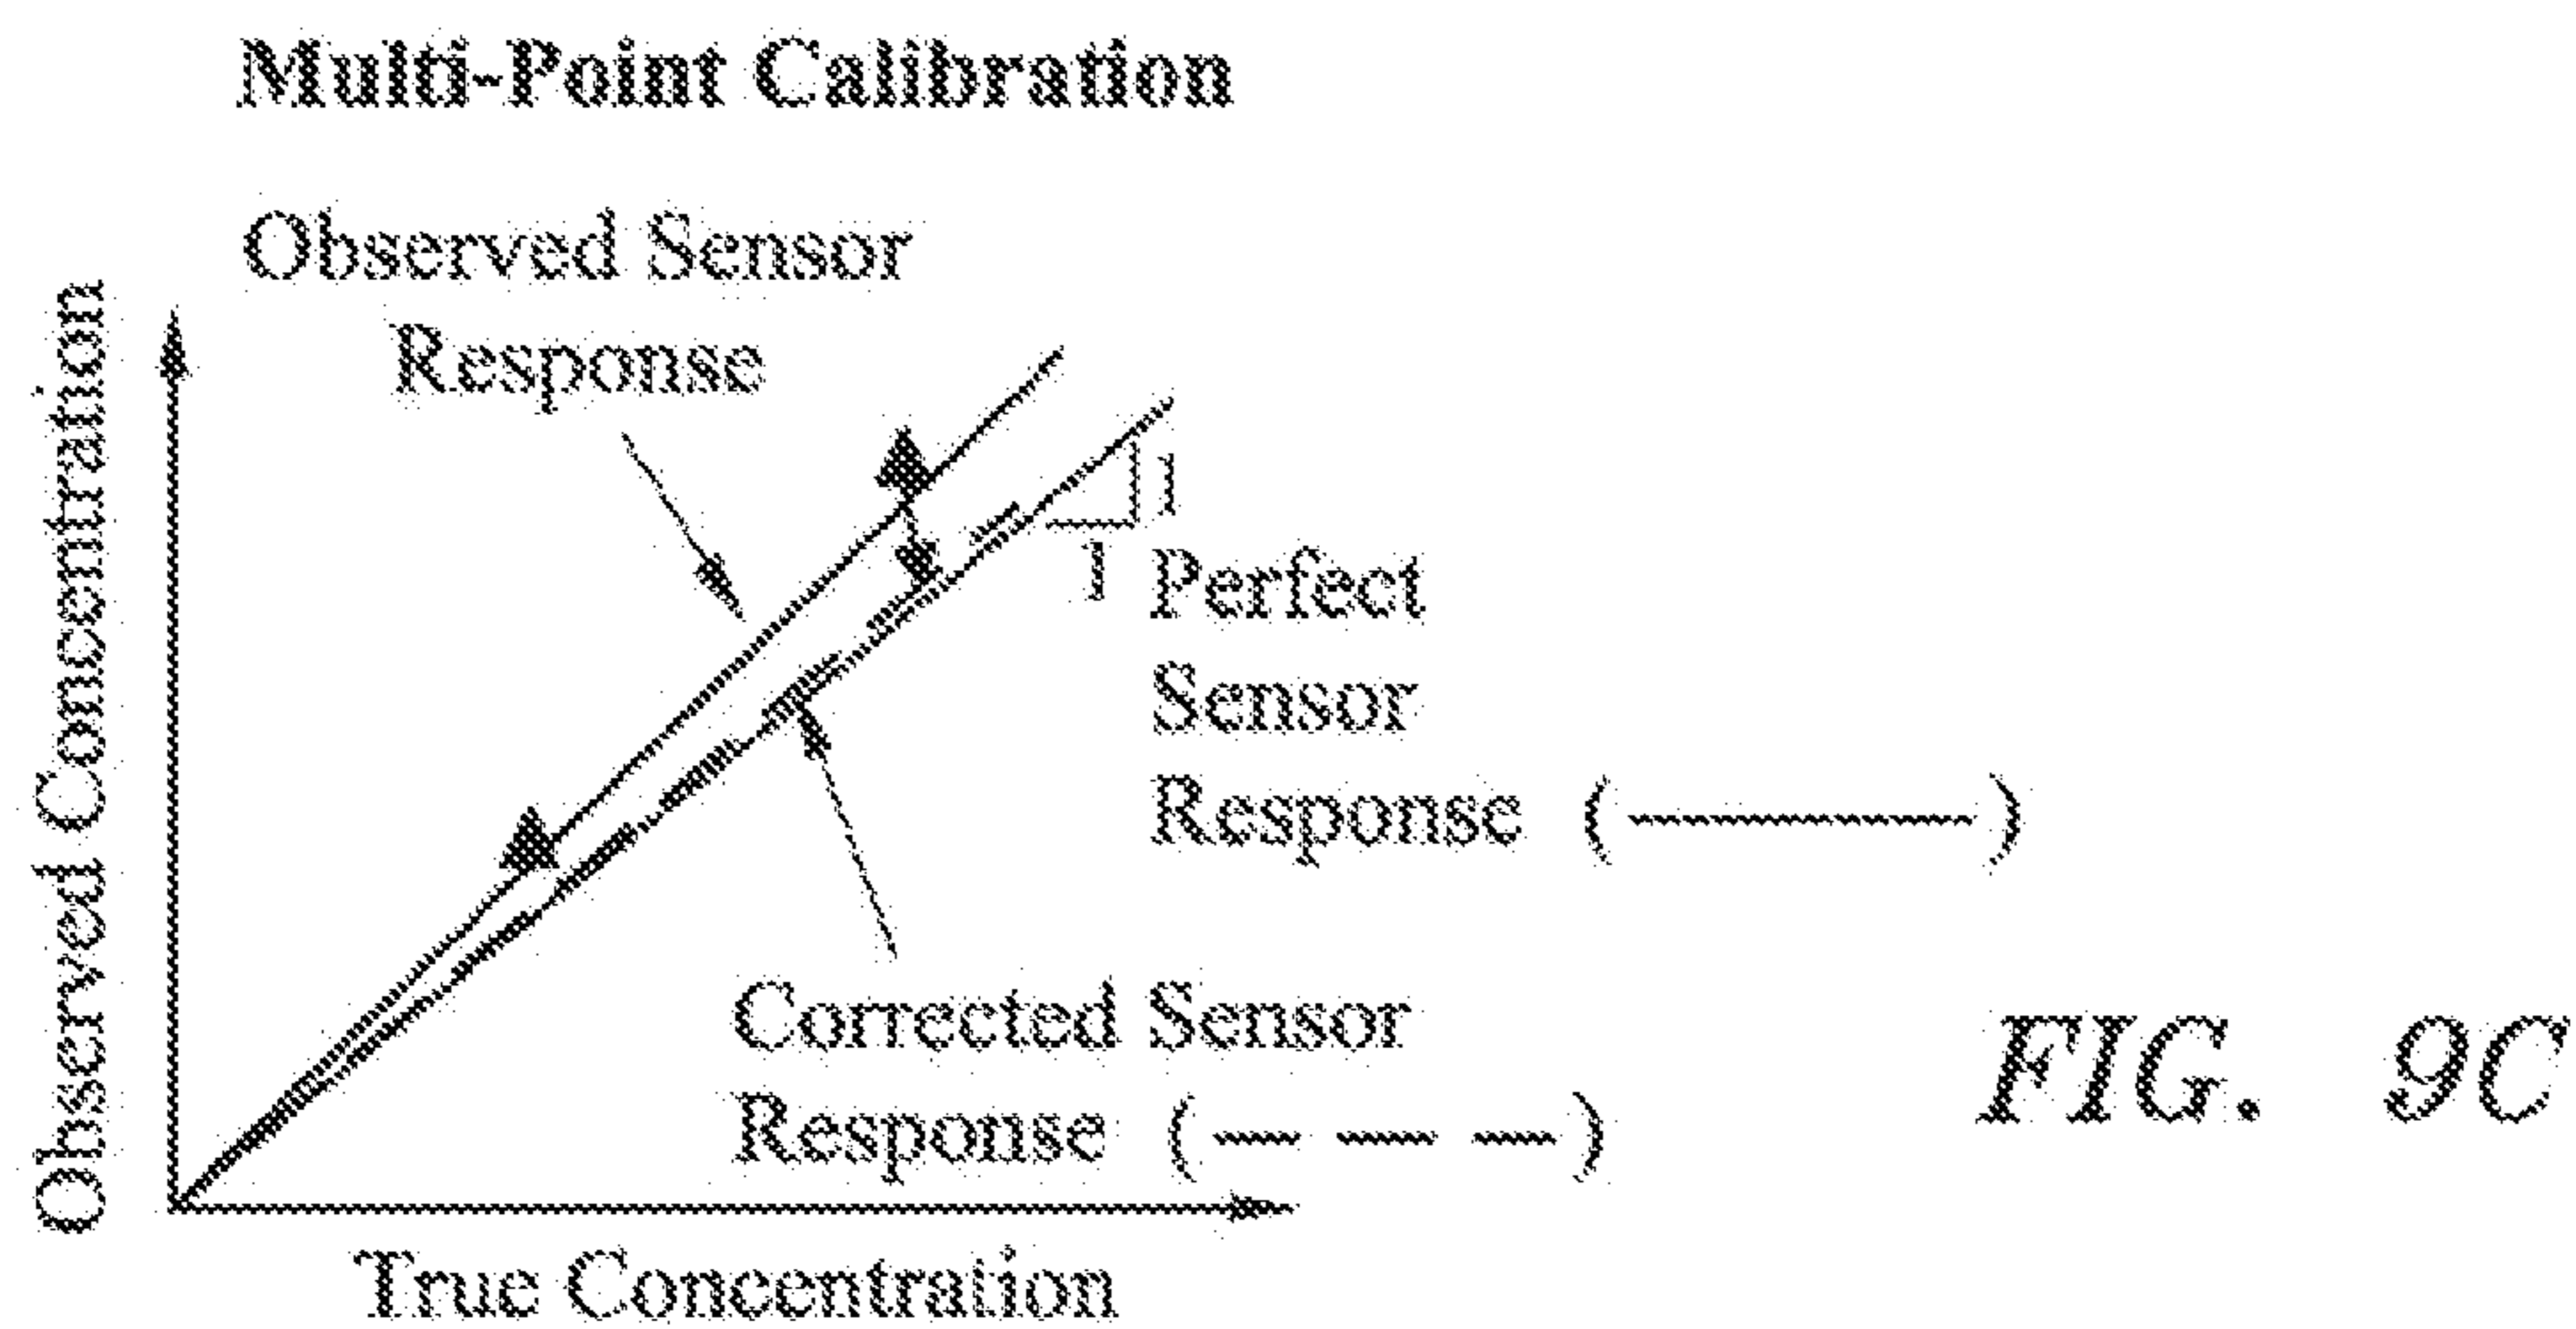 Multi-Point Calibration
Observed Sensor
Response
Observed Concentration
1
1
Perfect
Sensor
Response (————)
Corrected Sensor
Response (— — —)
True Concentration
FIG. 9C